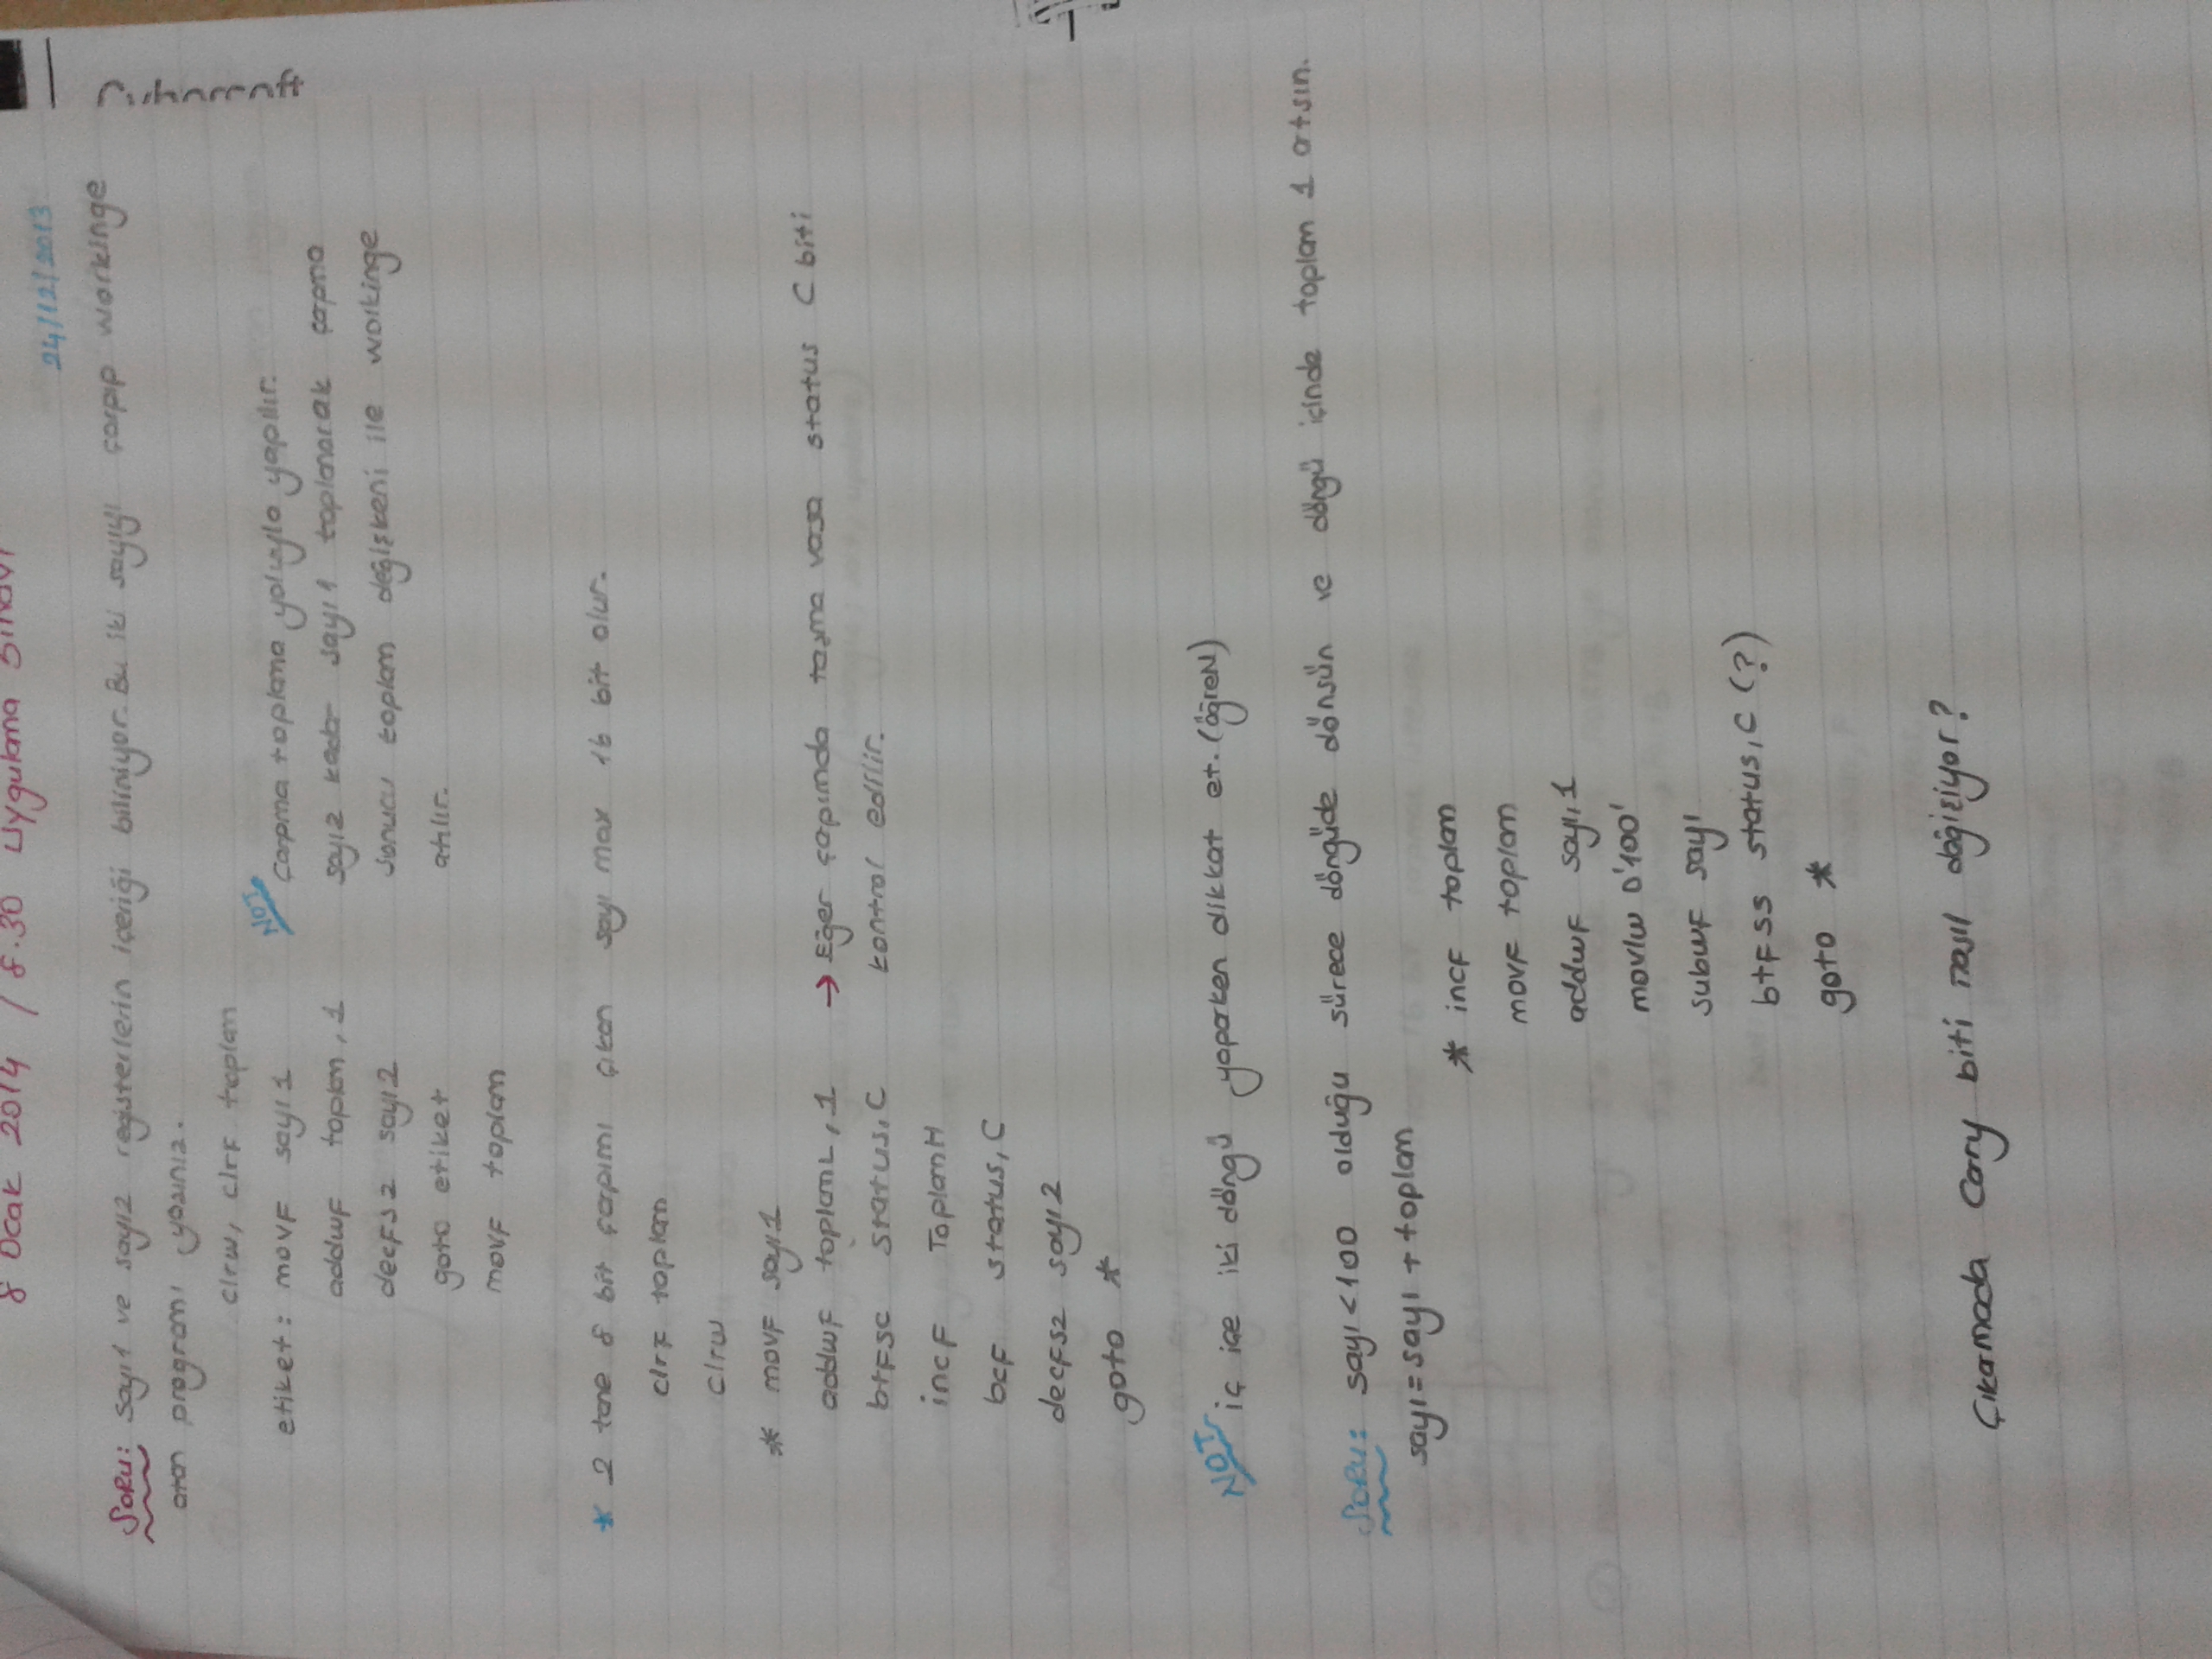 8 Ocak 2014 / 8.30 Uygulama Sınavı
24/12/2013
Soru: sayı1 ve sayı2 registerlerin içeriği biliniyor. Bu iki sayıyı çarpıp workinge
atan programı yazınız.
clrw, clrf toplam
etiket: movf sayı1
addwf toplam, 1
decfsz sayı2
goto etiket
movf toplam
NOT Çarpma toplama yoluyla yapılır.
sayı2 kadar sayı1 toplanarak çapma
sonucu toplam değişkeni ile workinge
atılır.
* 2 tane 8 bit çarpımı çıkan sayı max 16 bit olur.
clrf toplam
clrw
* movf sayı1
addwf toplamL, 1 → Eğer çapımda taşma varsa status C biti
btfsc status, C kontrol edilir.
incf ToplamH
bcf status, C
decfsz sayı2
goto *
NOT iç içe iki döngü yaparken dikkat et. (öğreN)
Soru: sayı<100 olduğu sürece döngüde dönsün ve döngü içinde toplam 1 artsın.
sayı=sayı + toplam
* incf toplam
movf toplam
addwf sayı,1
movlw D'100'
subwf sayı
btfss status, C (?)
goto *
Çıkarmada Carry biti nasıl değişiyor?